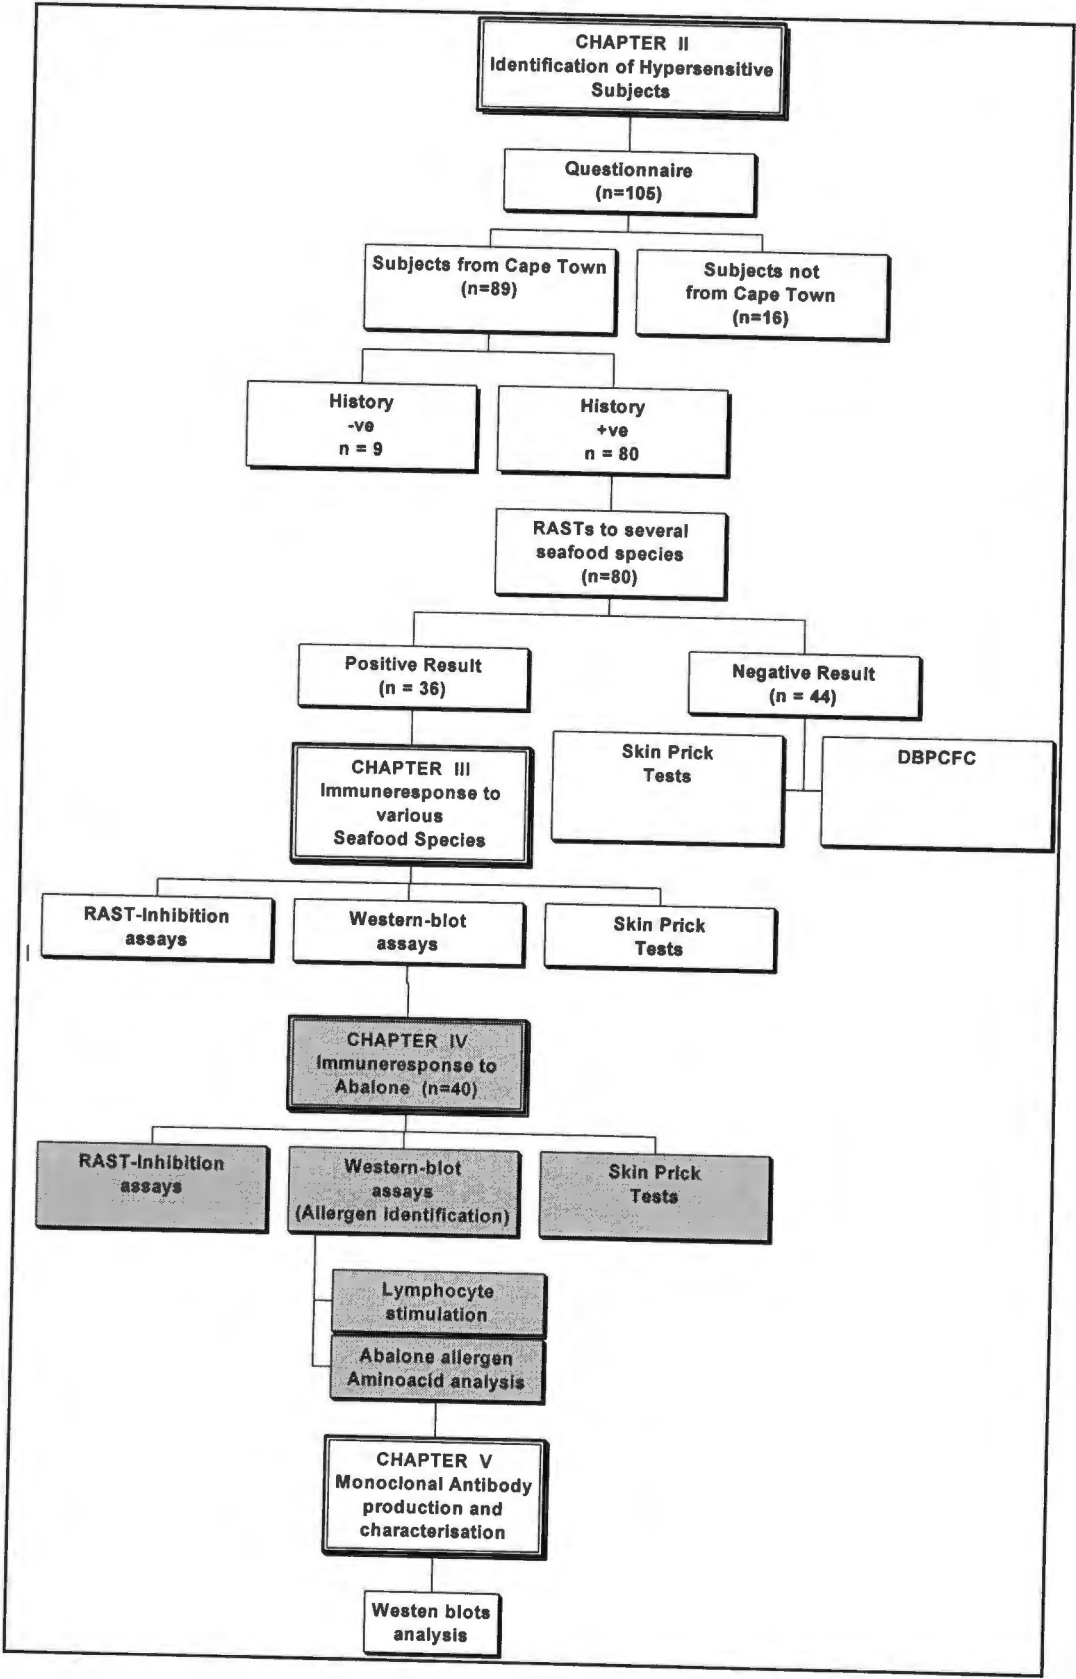 CHAPTER II
Identification of Hypersensitive
Subjects
Questionnaire
(n=105)
Subjects from Cape Town
(n=89)
Subjects not
from Cape Town
(n=16)
History
-ve
n = 9
History
+ve
n = 80
RASTs to several
seafood species
(n=80)
Positive Result
(n = 36)
Negative Result
(n = 44)
Skin Prick
Tests
DBPCFC
CHAPTER III
Immuneresponse to
various
Seafood Species
RAST-Inhibition
assays
Western-blot
assays
Skin Prick
Tests
CHAPTER IV
Immuneresponse to
Abalone (n=40)
RAST-Inhibition
assays
Western-blot
assays
(Allergen identification)
Skin Prick
Tests
Lymphocyte
stimulation
Abalone allergen
Aminoacid analysis
CHAPTER V
Monoclonal Antibody
production and
characterisation
Westen blots
analysis